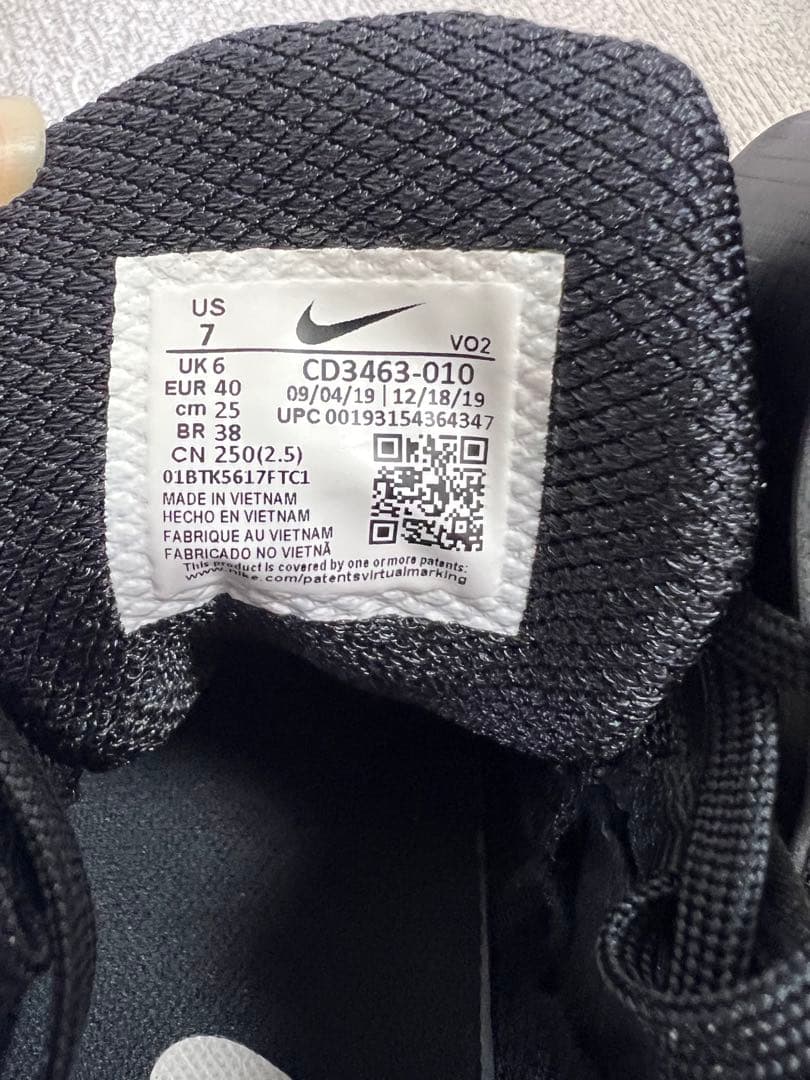 US
7
VO2
UK 6
EUR 40
cm 25
BR 38
CN 250(2.5)
CD3463-010
09/04/19 | 12/18/19
UPC 00193154364347
01BTK5617FTC1
MADE IN VIETNAM
HECHO EN VIETNAM
FABRIQUE AU VIETNAM
FABRICADO NO VIETNÃ
This product is covered by one or more patents:
www.nike.com/patentsvirtualmarking